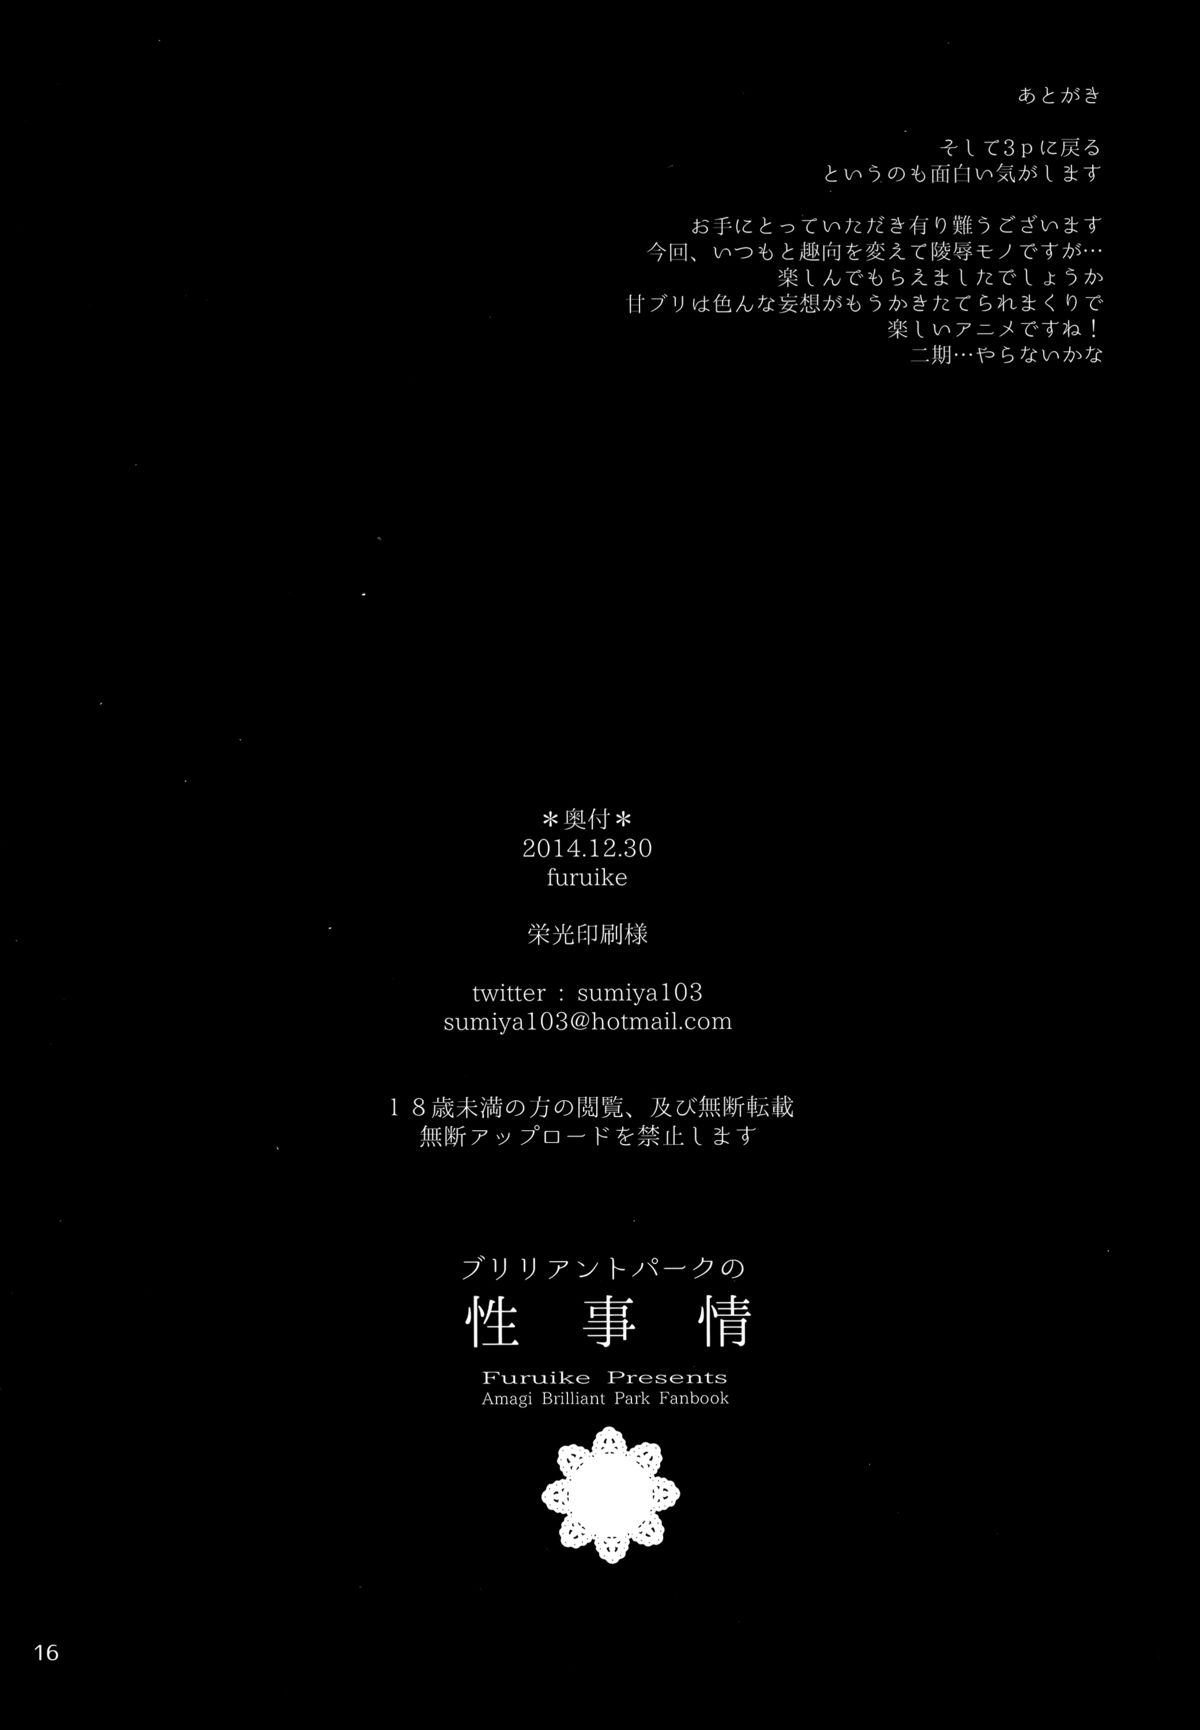 あとがき
そして3pに戻る
というのも面白い気がします
お手にとっていただき有り難うございます
今回、いつもと趣向を変えて陵辱モノですが…
楽しんでもらえましたでしょうか
甘ブリは色んな妄想がもうかきたてられまくりで
楽しいアニメですね！
二期…やらないかな
＊奥付＊
2014.12.30
furuike
栄光印刷様
twitter : sumiya103
sumiya103@hotmail.com
１８歳未満の方の閲覧、及び無断転載
無断アップロードを禁止します
ブリリアントパークの
性事情
Furuike Presents
Amagi Brilliant Park Fanbook
16